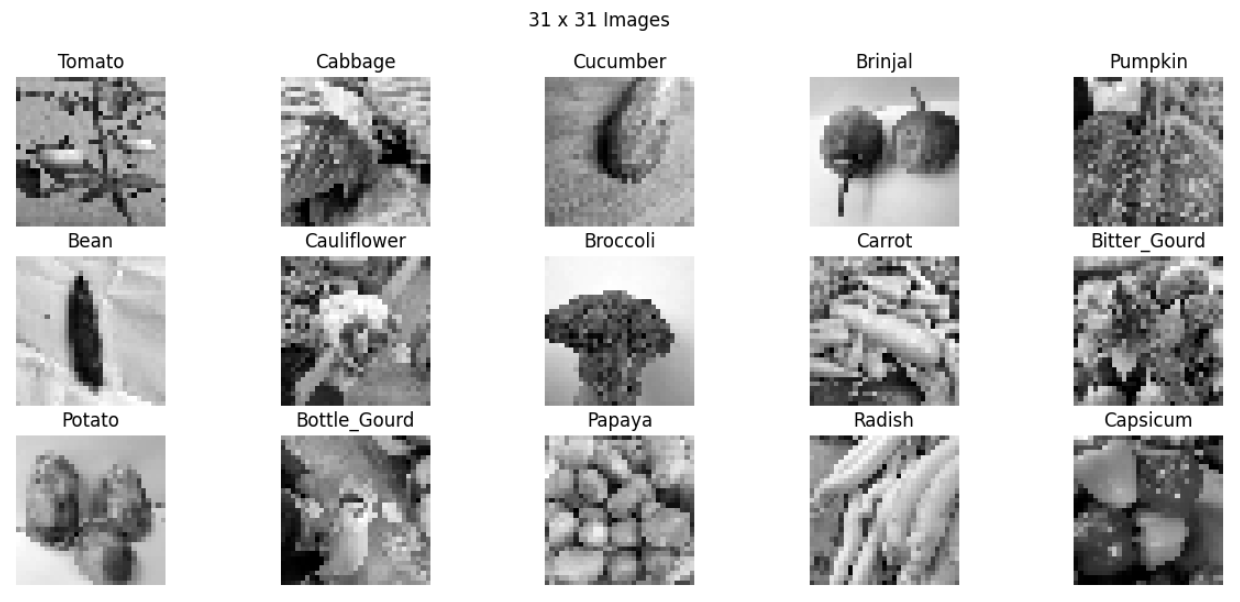 31 x 31 Images
Tomato Cabbage Cucumber Brinjal Pumpkin
Bean Cauliflower Broccoli Carrot Bitter_Gourd
Potato Bottle_Gourd Papaya Radish Capsicum